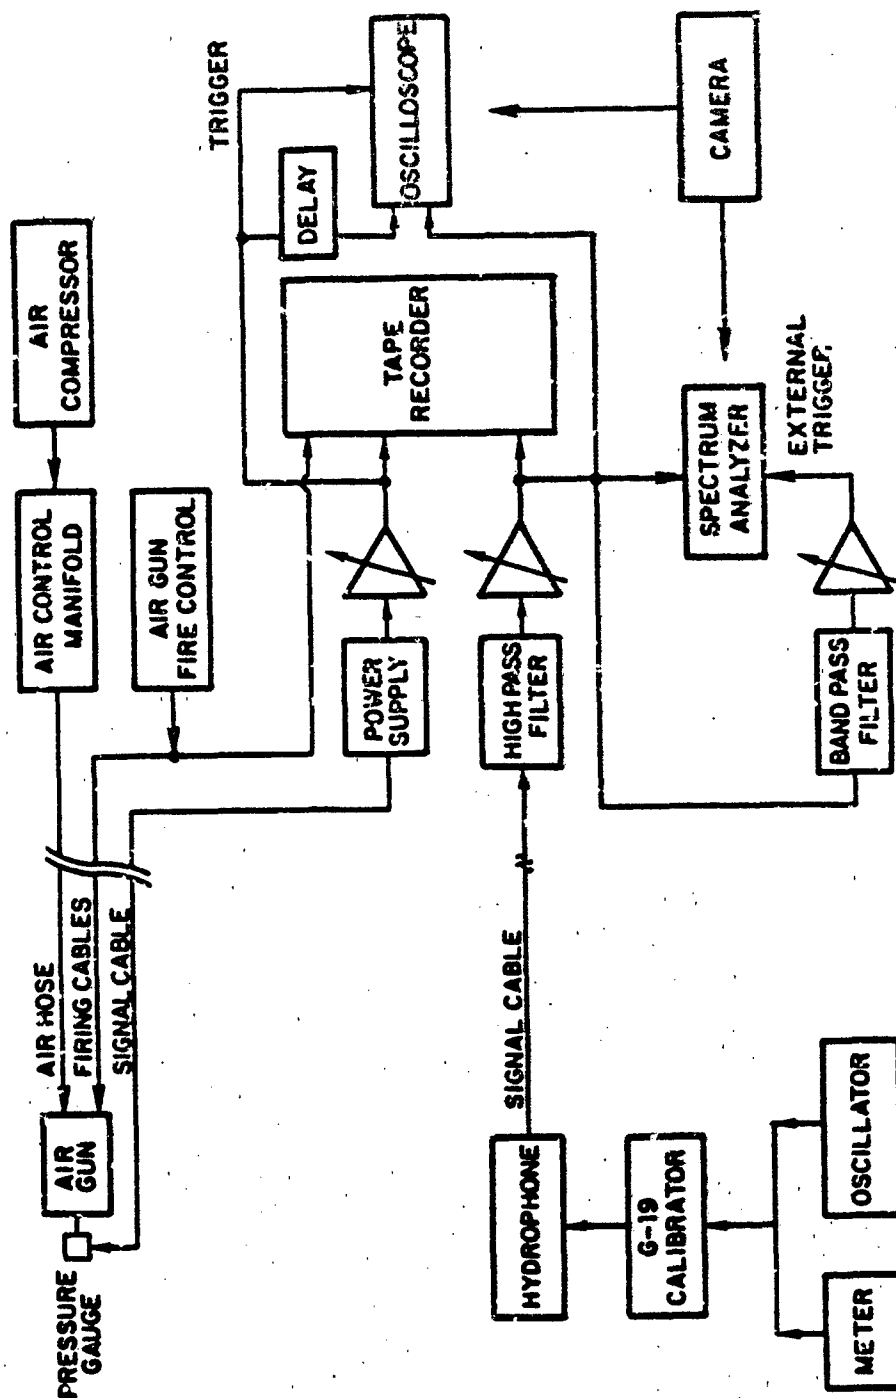 PRESSURE
GAUGE
AIR
GUN
AIR HOSE
FIRING CABLES
SIGNAL CABLE
AIR CONTROL
MANIFOLD
AIR
COMPRESSOR
AIR GUN
FIRE CONTROL
POWER
SUPPLY
TAPE
RECORDER
DELAY
TRIGGER
OSCILLOSCOPE
HYDROPHONE
SIGNAL CABLE
HIGH PASS
FILTER
G-19
CALIBRATOR
SPECTRUM
ANALYZER
EXTERNAL
TRIGGER
CAMERA
METER
OSCILLATOR
BAND PASS
FILTER